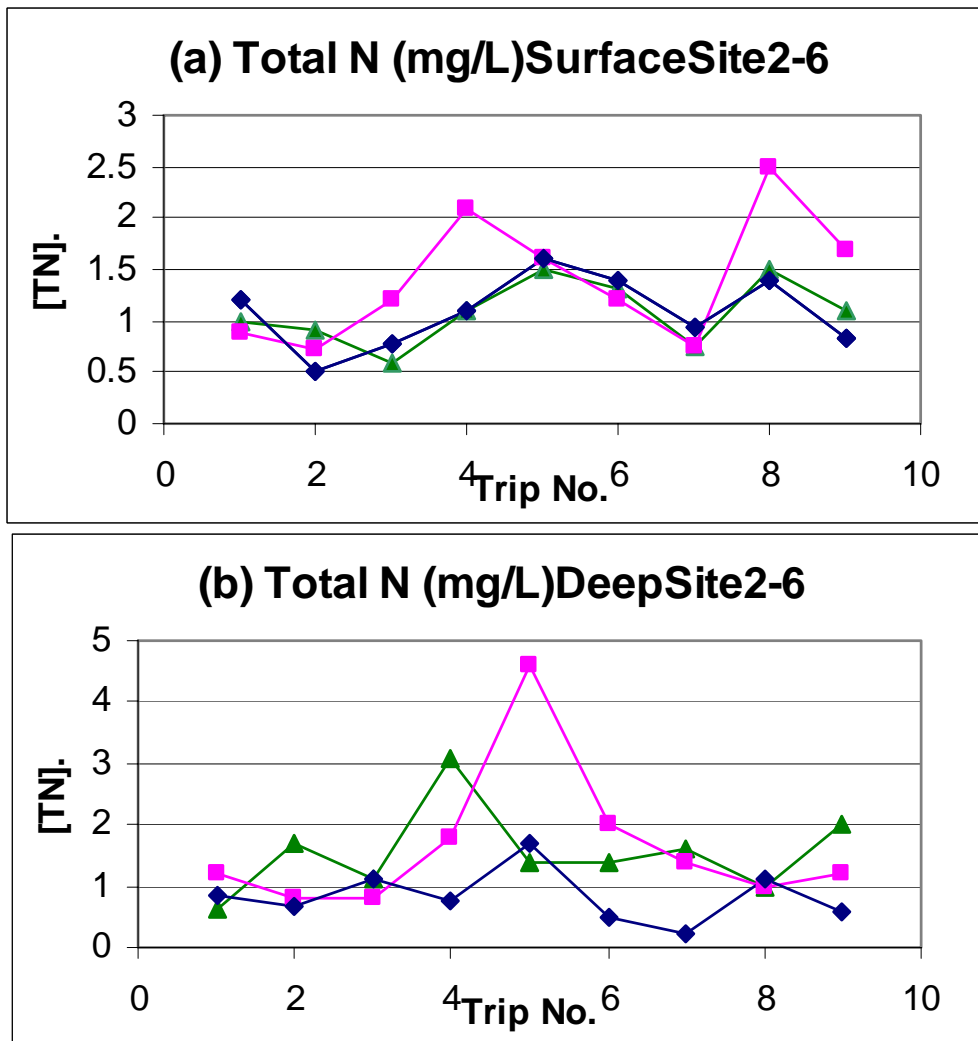 (a) Total N (mg/L)SurfaceSite2-6
3
2.5
2
1.5
1
0.5
0
[TN].
0 2 4 6 8 10
Trip No.
(b) Total N (mg/L)DeepSite2-6
5
4
3
2
1
0
[TN].
0 2 4 6 8 10
Trip No.